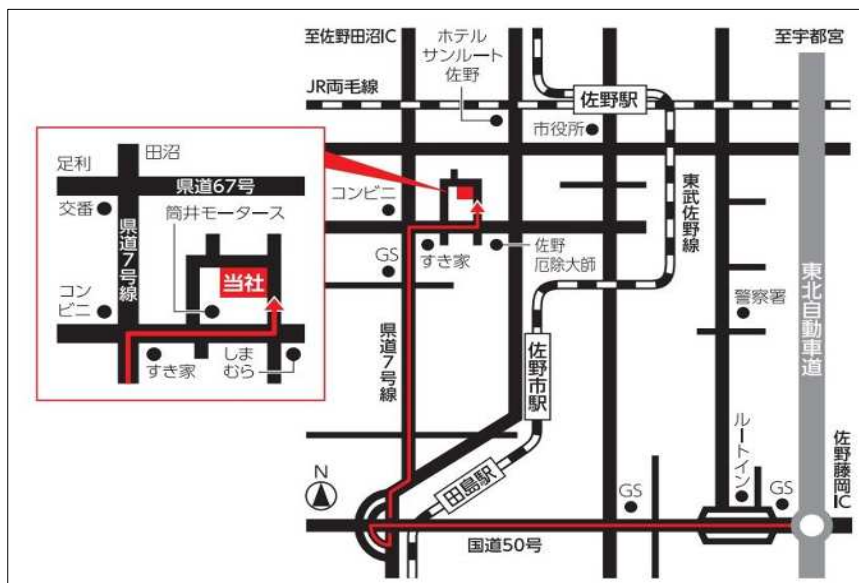 至佐野田沼IC
ホテル
サンルート
佐野
至宇都宮
JR両毛線
佐野駅
市役所
東武佐野線
コンビニ
GS
すき家
佐野
厄除大師
県道7号線
佐野市駅
田島駅
警察署
東北自動車道
ルートイン
GS
GS
佐野藤岡IC
国道50号
N
田沼
足利
県道67号
交番
筒井モータース
県道7号線
当社
コン
ビニ
すき家
しま
むら